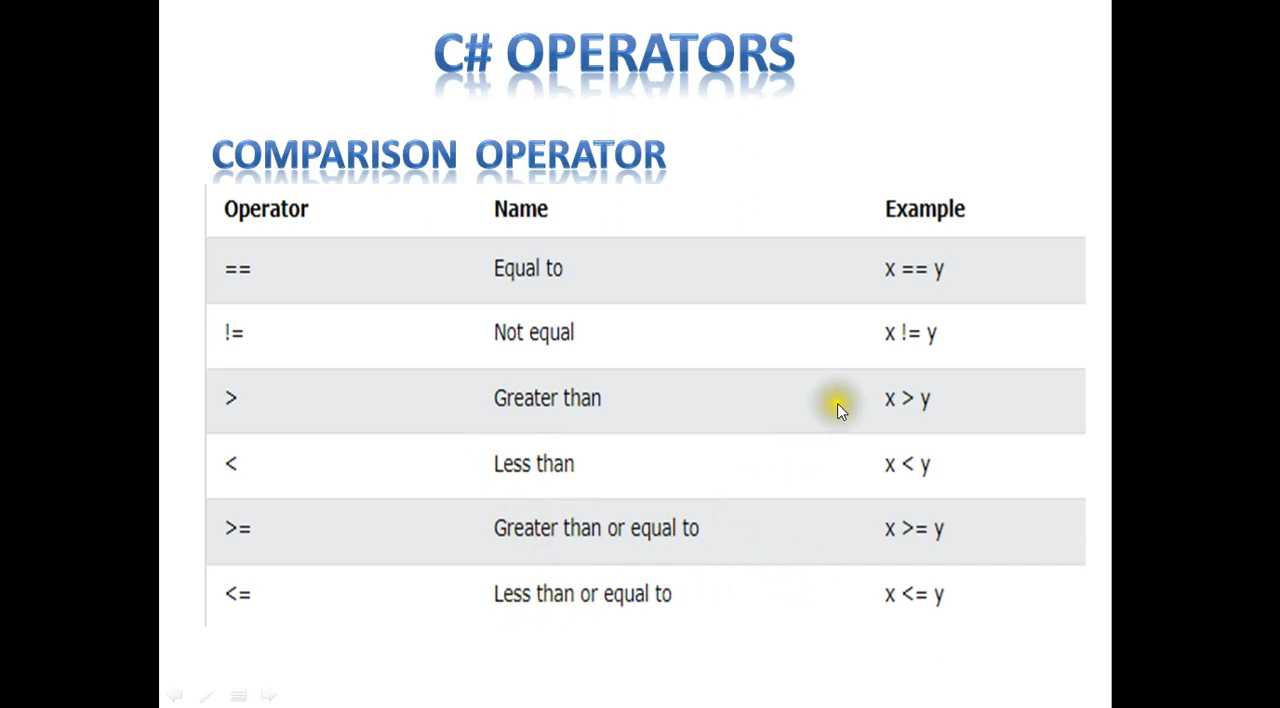 C# OPERATORS
COMPARISON OPERATOR
Operator Name Example
== Equal to x == y
!= Not equal x != y
> Greater than x > y
< Less than x < y
>= Greater than or equal to x >= y
<= Less than or equal to x <= y